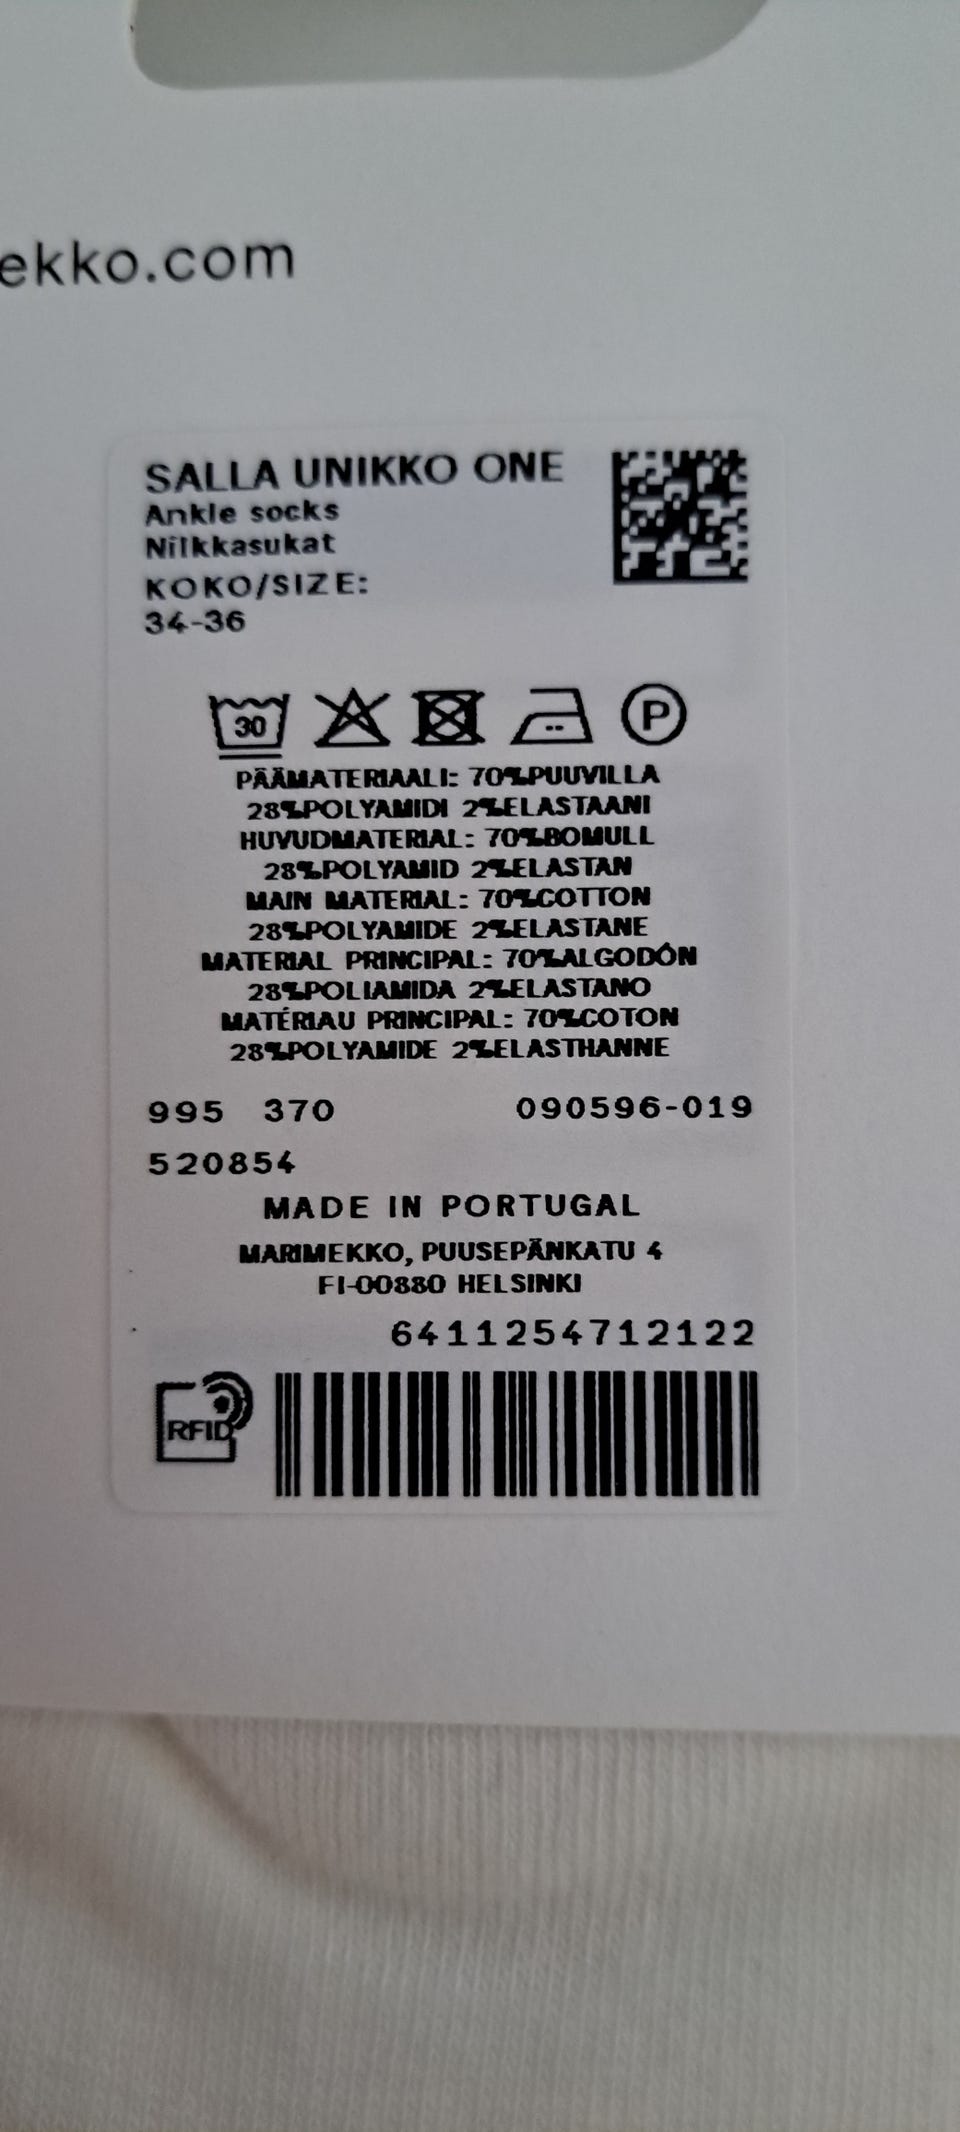 ekko.com
SALLA UNIKKO ONE
Ankle socks
Nilkkasukat
KOKO/SIZE:
34-36
30 P
PÄÄMATERIAALI: 70%PUUVILLA
28%POLYAMIDI 2%ELASTAANI
HUVUDMATERIAL: 70%BOMULL
28%POLYAMID 2%ELASTAN
MAIN MATERIAL: 70%COTTON
28%POLYAMIDE 2%ELASTANE
MATERIAL PRINCIPAL: 70%ALGODÓN
28%POLIAMIDA 2%ELASTANO
MATÉRIAU PRINCIPAL: 70%COTON
28%POLYAMIDE 2%ELASTHANNE
995 370 090596-019
520854
MADE IN PORTUGAL
MARIMEKKO, PUUSEPÄNKATU 4
FI-00880 HELSINKI
6411254712122
RFID